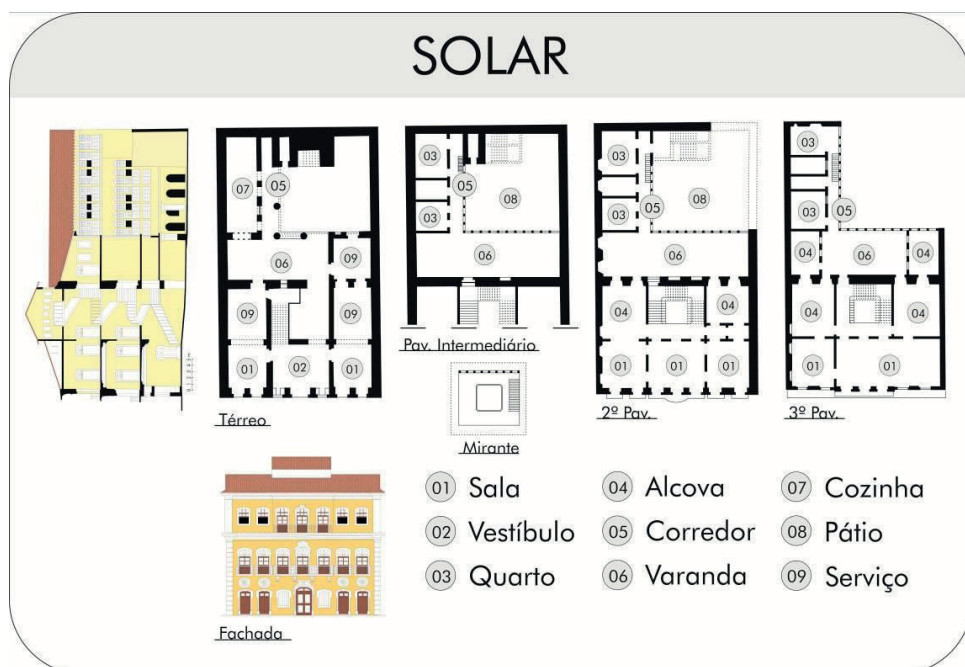 SOLAR
07 05
06 09
09 09
01 02 01
Térreo
03
05
03 08
06
Pav. Intermediário
Mirante
03
03 05 08
06
04 04
01 01 01
2º Pav.
03
03 05
04 06 04
04 04
01 01
3º Pav.
Fachada
01 Sala
02 Vestíbulo
03 Quarto
04 Alcova
05 Corredor
06 Varanda
07 Cozinha
08 Pátio
09 Serviço